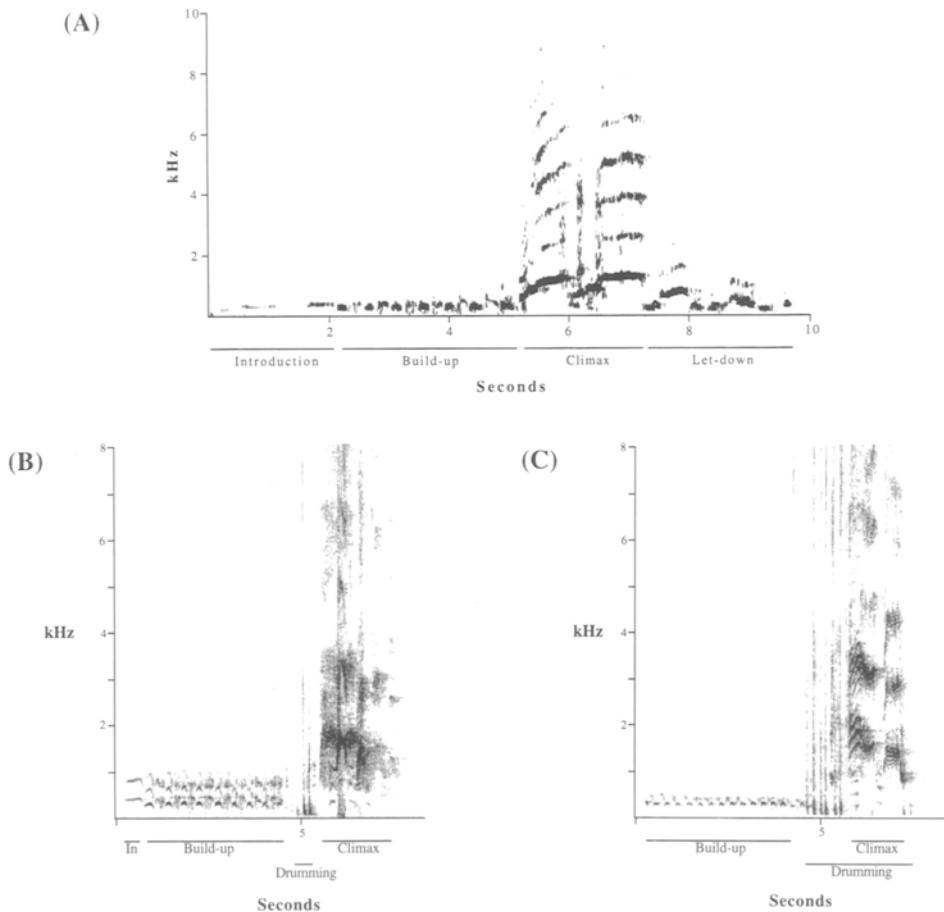 (A)
10
8
6
4
2
kHz
2 4 6 8 10
Introduction Build-up Climax Let-down
Seconds
(B)
8
6
4
2
kHz
5
In Build-up Climax
Drumming
Seconds
(C)
8
6
4
2
kHz
5
Build-up Climax
Drumming
Seconds